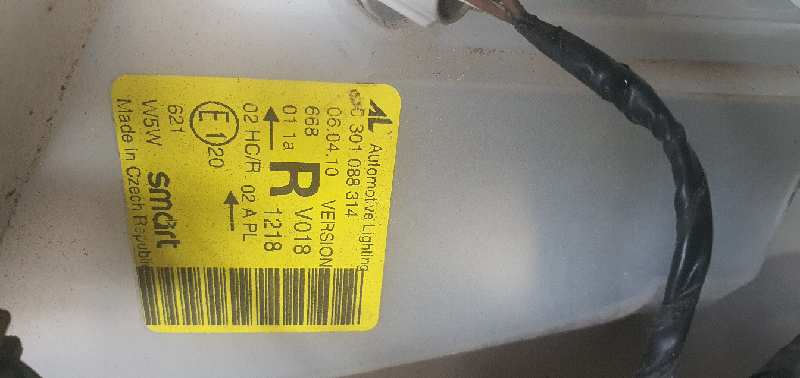 AL Automotive Lighting
301 088 314
06.04.10 VERSION
668 V018
01 1a R 1218
02 HC/R 02 A PL
E1 20
621
W5W smart
Made in Czech Republic